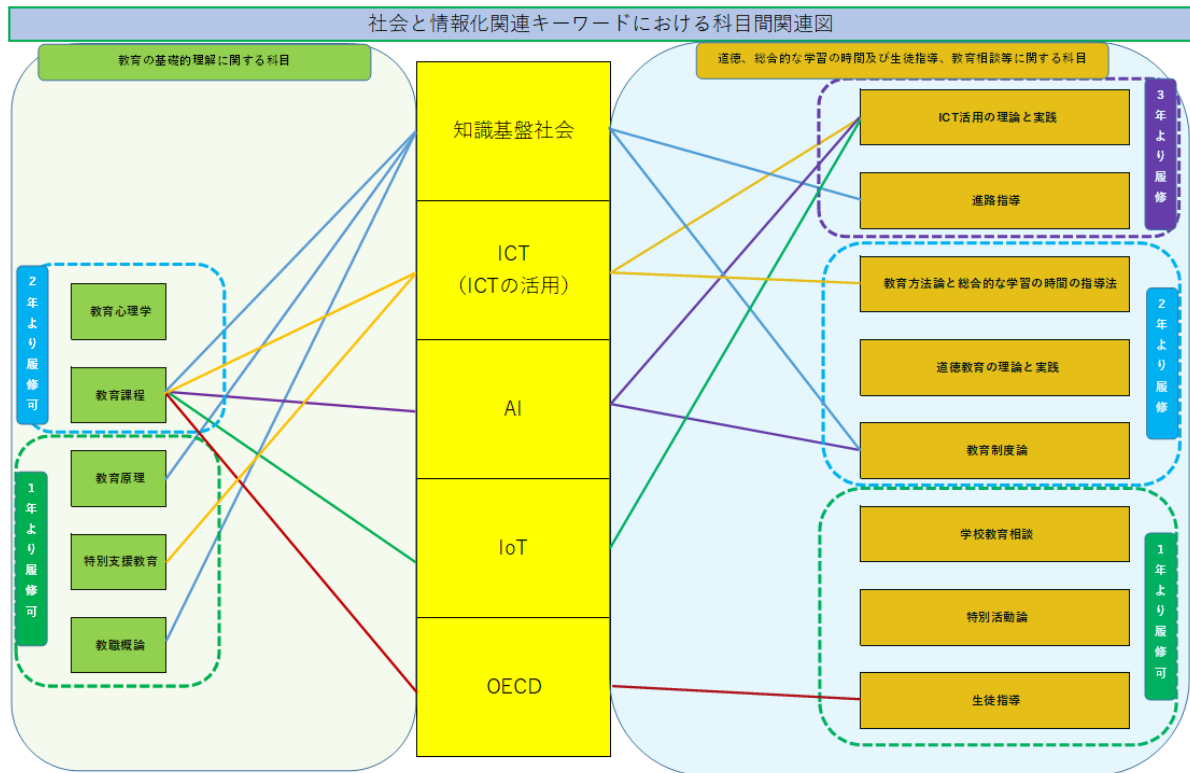 社会と情報化関連キーワードにおける科目間関連図
教育の基礎的理解に関する科目
道徳、総合的な学習の時間及び生徒指導、教育相談等に関する科目
知識基盤社会
ICT
（ICTの活用）
AI
IoT
OECD
2年より履修可
教育心理学
教育課程
1年より履修可
教育原理
特別支援教育
教職概論
3年より履修
ICT活用の理論と実践
進路指導
2年より履修
教育方法論と総合的な学習の時間の指導法
道徳教育の理論と実践
教育制度論
1年より履修可
学校教育相談
特別活動論
生徒指導